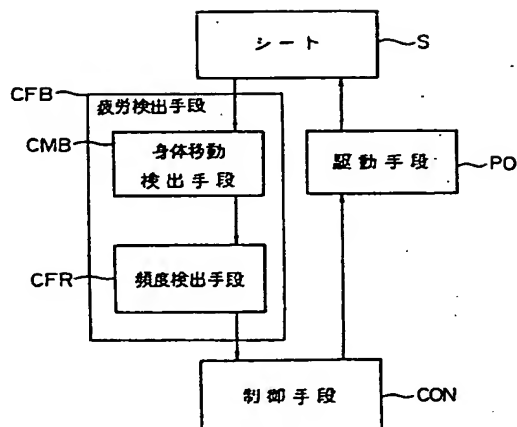 シート
S
CFB
疲労検出手段
CMB
身体移動
検出手段
駆動手段
PO
CFR
頻度検出手段
制御手段
CON